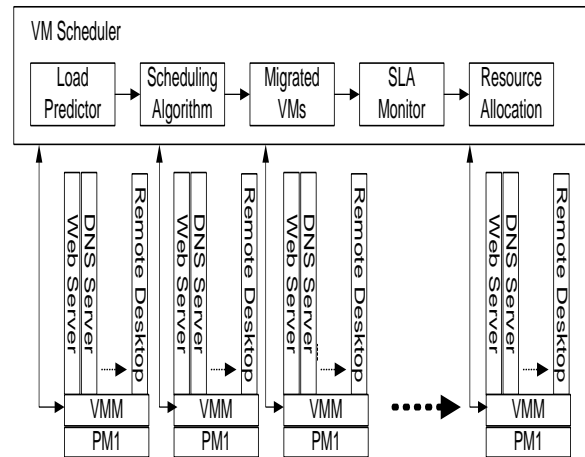 VM Scheduler
Load
Predictor
Scheduling
Algorithm
Migrated
VMs
SLA
Monitor
Resource
Allocation
Web Server
DNS Server
Remote Desktop
Web Server
DNS Server
Remote Desktop
Web Server
DNS Server
Remote Desktop
Web Server
DNS Server
Remote Desktop
VMM
VMM
VMM
VMM
PM1
PM1
PM1
PM1